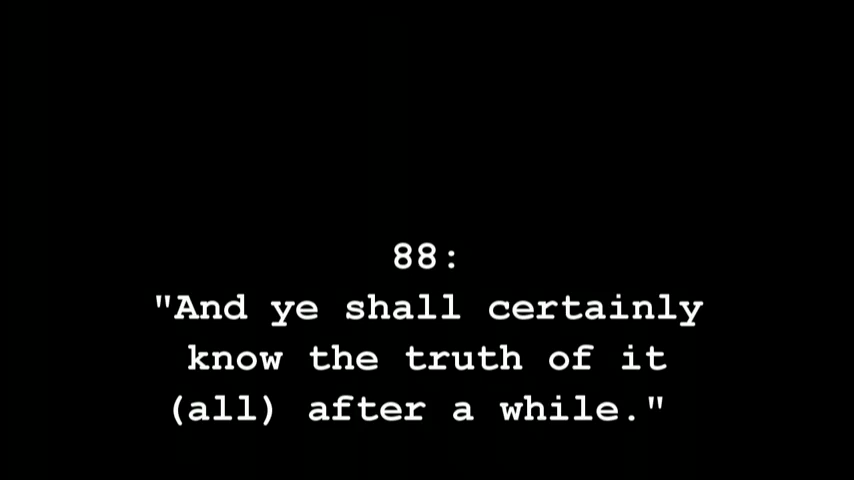 88:
"And ye shall certainly
know the truth of it
(all) after a while."